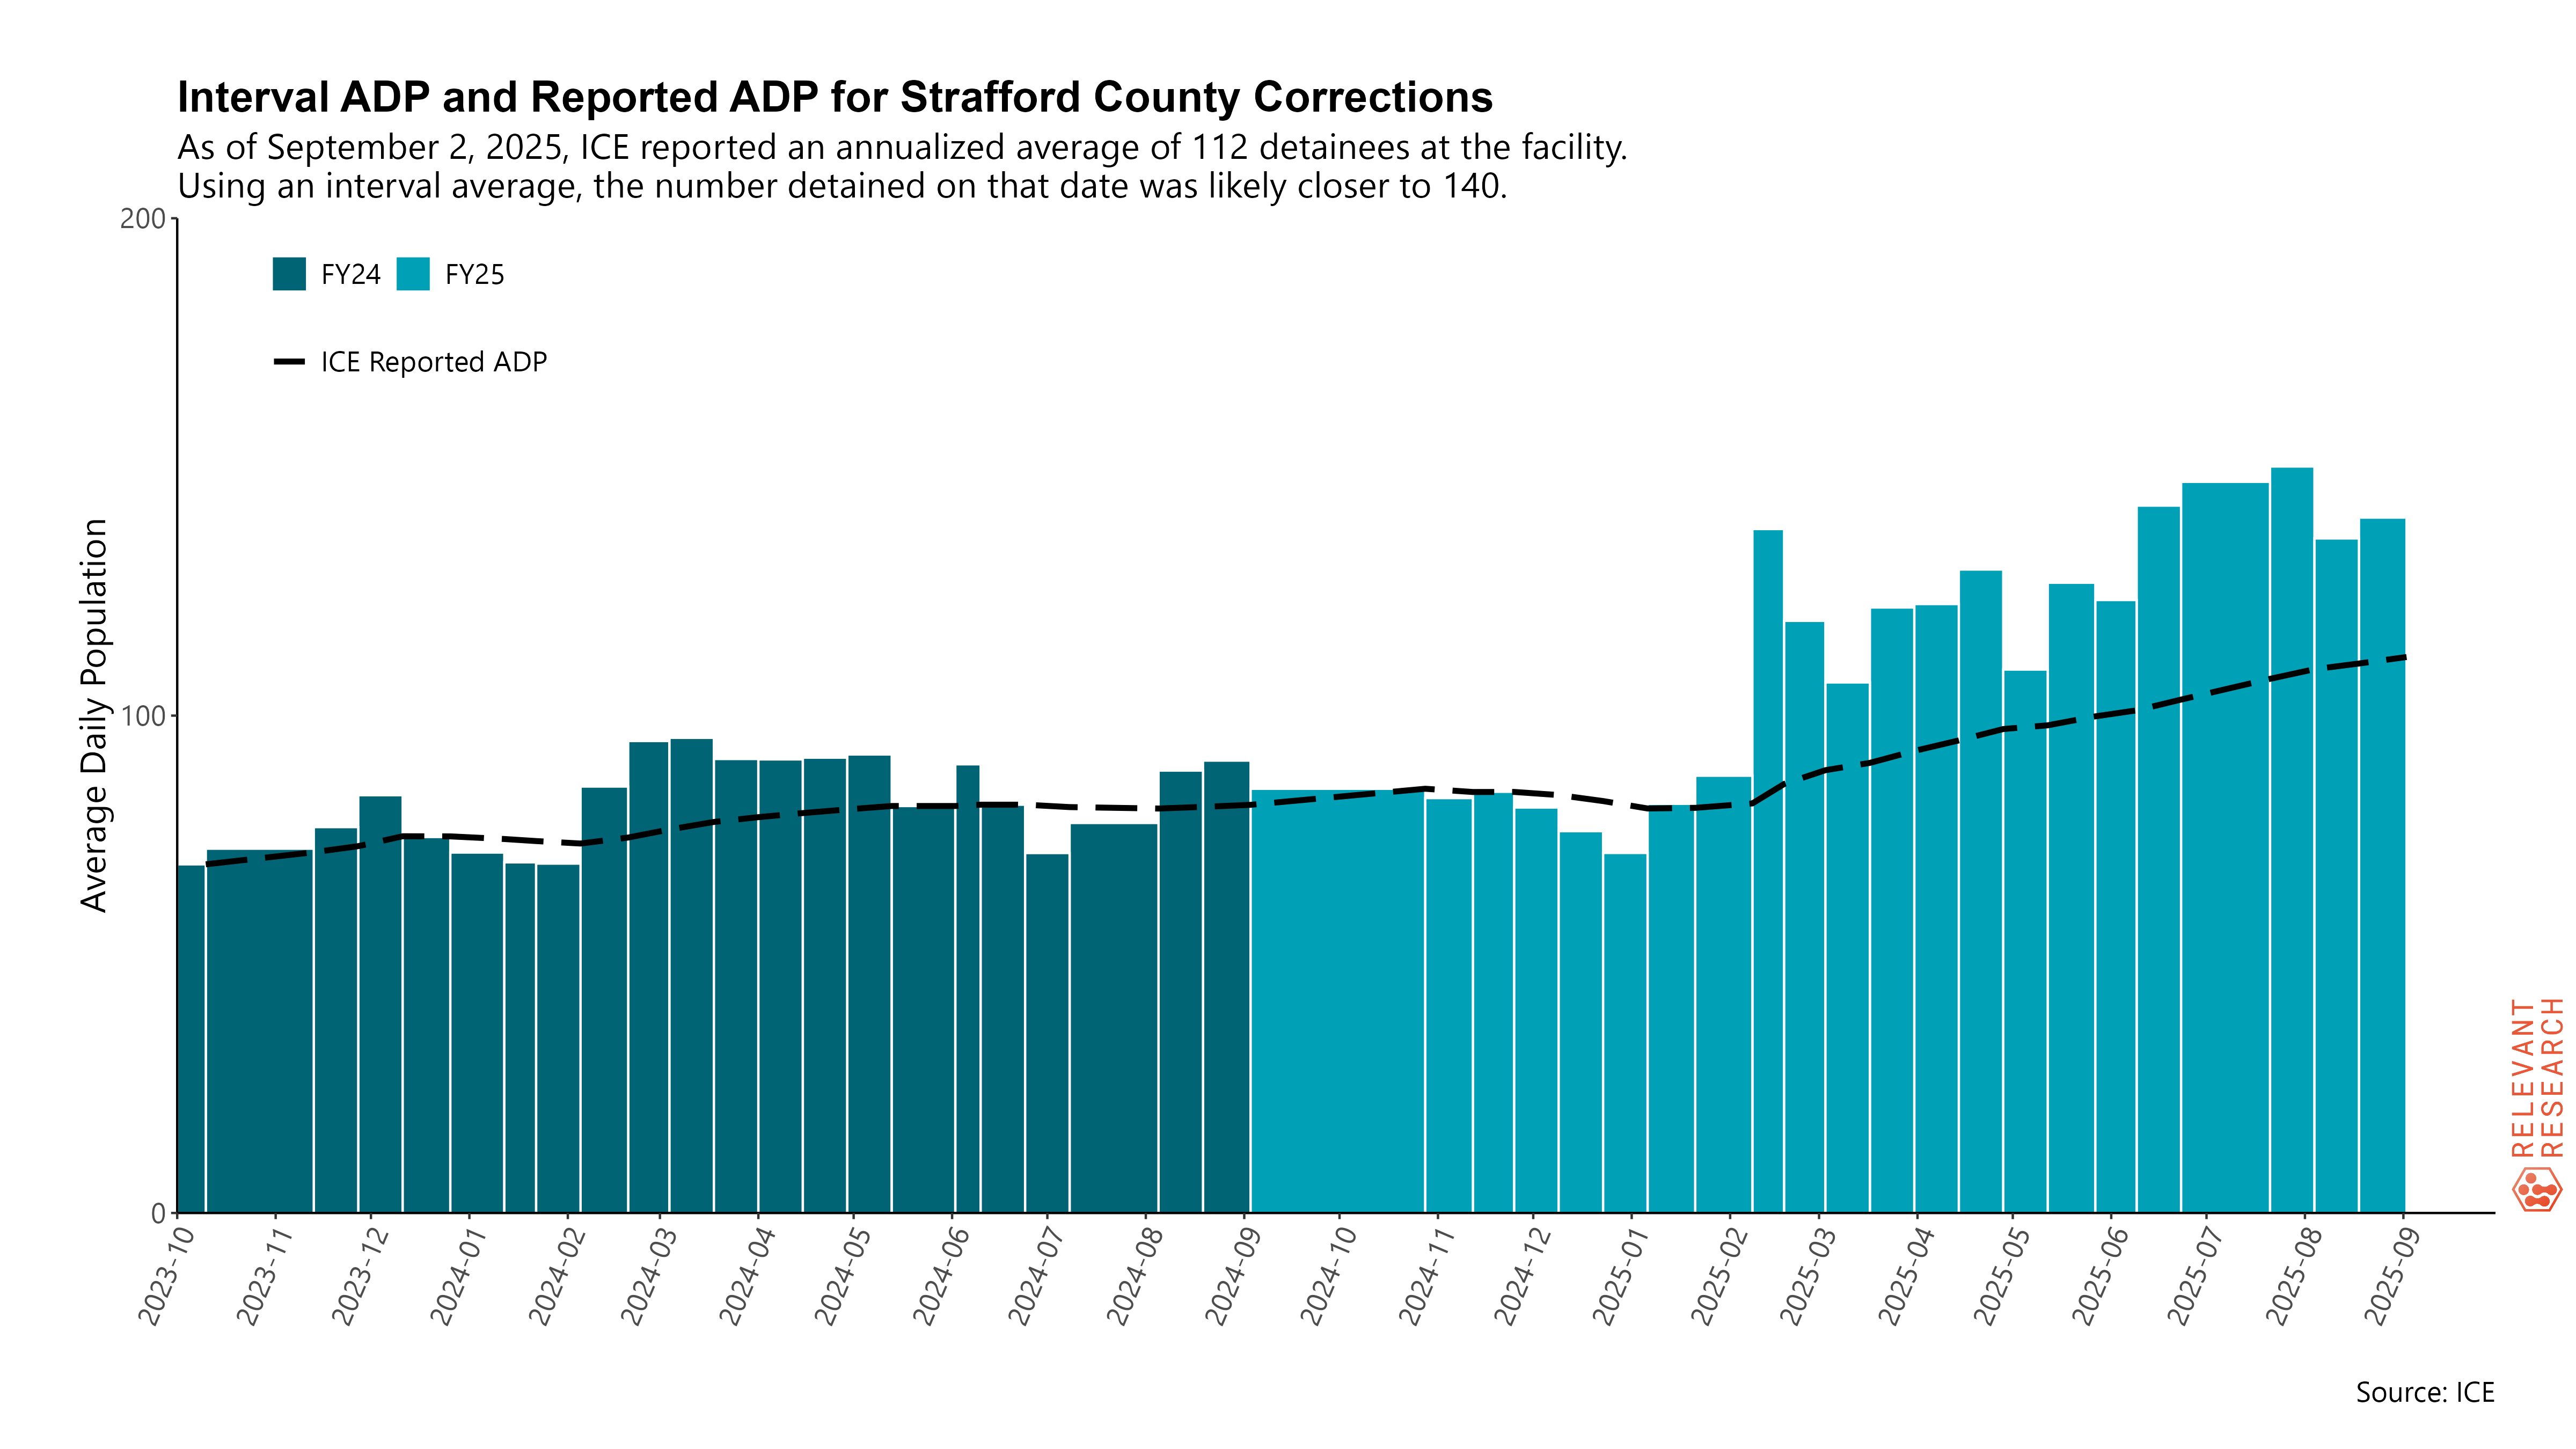 Interval ADP and Reported ADP for Strafford County Corrections
As of September 2, 2025, ICE reported an annualized average of 112 detainees at the facility.
Using an interval average, the number detained on that date was likely closer to 140.
200
FY24
FY25
ICE Reported ADP
Average Daily Population
100
0
2023-10
2023-11
2023-12
2024-01
2024-02
2024-03
2024-04
2024-05
2024-06
2024-07
2024-08
2024-09
2024-10
2024-11
2024-12
2025-01
2025-02
2025-03
2025-04
2025-05
2025-06
2025-07
2025-08
2025-09
RELEVANT
RESEARCH
Source: ICE